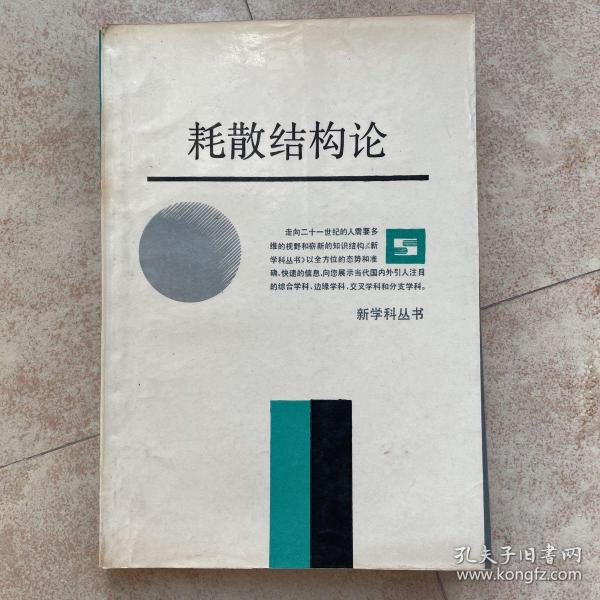 耗散结构论
走向二十一世纪的人需要多
维的视野和崭新的知识结构，《新
学科丛书》以全方位的态势和准
确、快速的信息，向您展示当代国内外引人注目
的综合学科、边缘学科，交叉学科和分支学科。
新学科丛书
孔夫子旧书网
www.kongfz.com